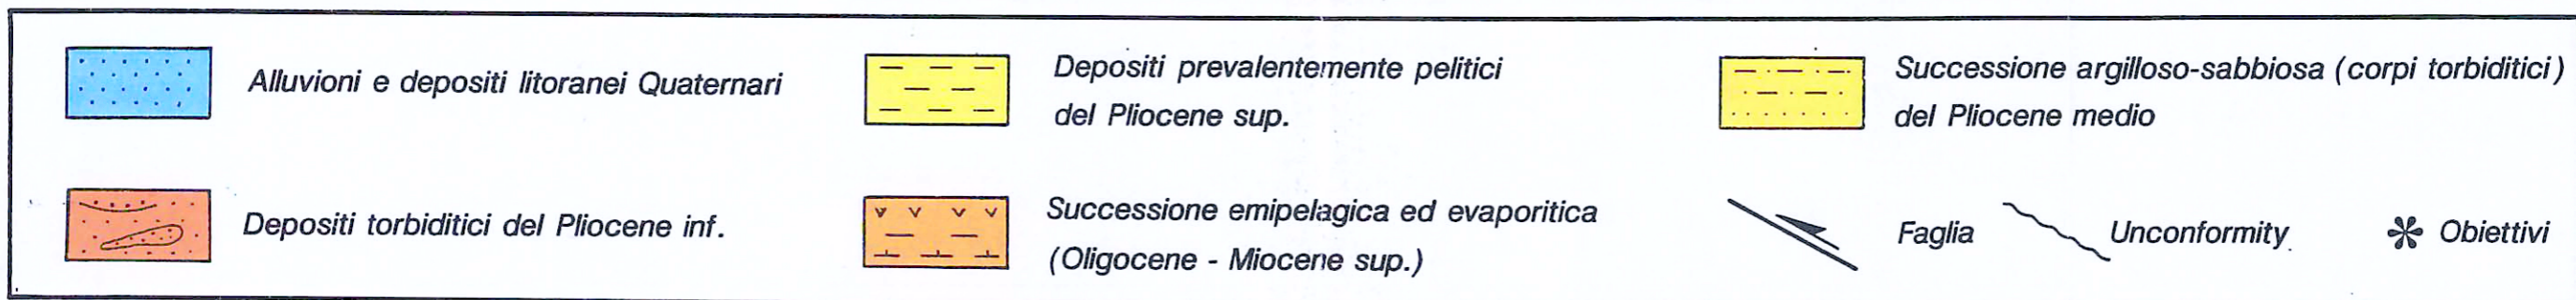 Alluvioni e depositi litoranei Quaternari
Depositi prevalentemente pelitici
del Pliocene sup.
Successione argilloso-sabbiosa (corpi torbiditici)
del Pliocene medio
Depositi torbiditici del Pliocene inf.
Successione emipelagica ed evaporitica
(Oligocene - Miocene sup.)
Faglia
Unconformity
Obiettivi